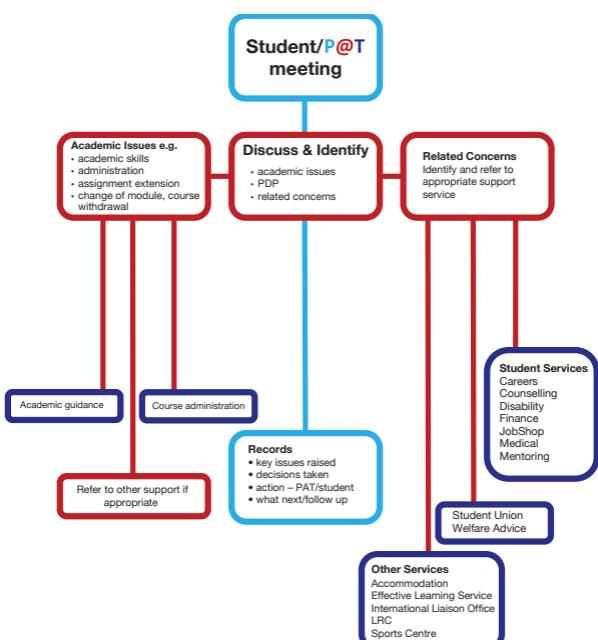 Student/P@T
meeting
Academic Issues e.g.
• academic skills
• administration
• assignment extension
• change of module, course
withdrawal
Discuss & Identify
• academic issues
• PDP
• related concerns
Related Concerns
Identify and refer to
appropriate support
service
Academic guidance
Course administration
Refer to other support if
appropriate
Records
• key issues raised
• decisions taken
• action – PAT/student
• what next/follow up
Student Services
Careers
Counselling
Disability
Finance
JobShop
Medical
Mentoring
Student Union
Welfare Advice
Other Services
Accommodation
Effective Learning Service
International Liaison Office
LRC
Sports Centre